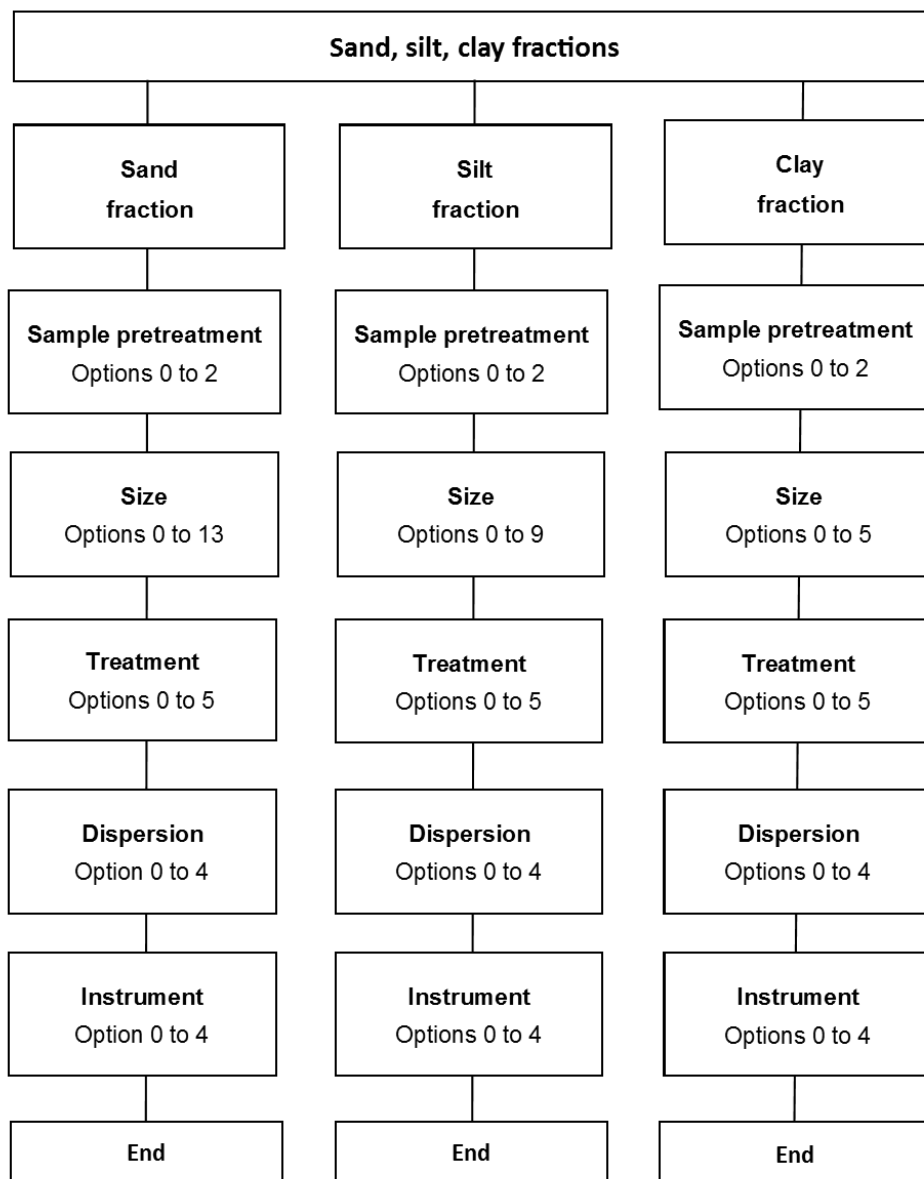 Sand, silt, clay fractions
Sand
fraction
Silt
fraction
Clay
fraction
Sample pretreatment
Options 0 to 2
Sample pretreatment
Options 0 to 2
Sample pretreatment
Options 0 to 2
Size
Options 0 to 13
Size
Options 0 to 9
Size
Options 0 to 5
Treatment
Options 0 to 5
Treatment
Options 0 to 5
Treatment
Options 0 to 5
Dispersion
Option 0 to 4
Dispersion
Options 0 to 4
Dispersion
Options 0 to 4
Instrument
Option 0 to 4
Instrument
Options 0 to 4
Instrument
Options 0 to 4
End
End
End